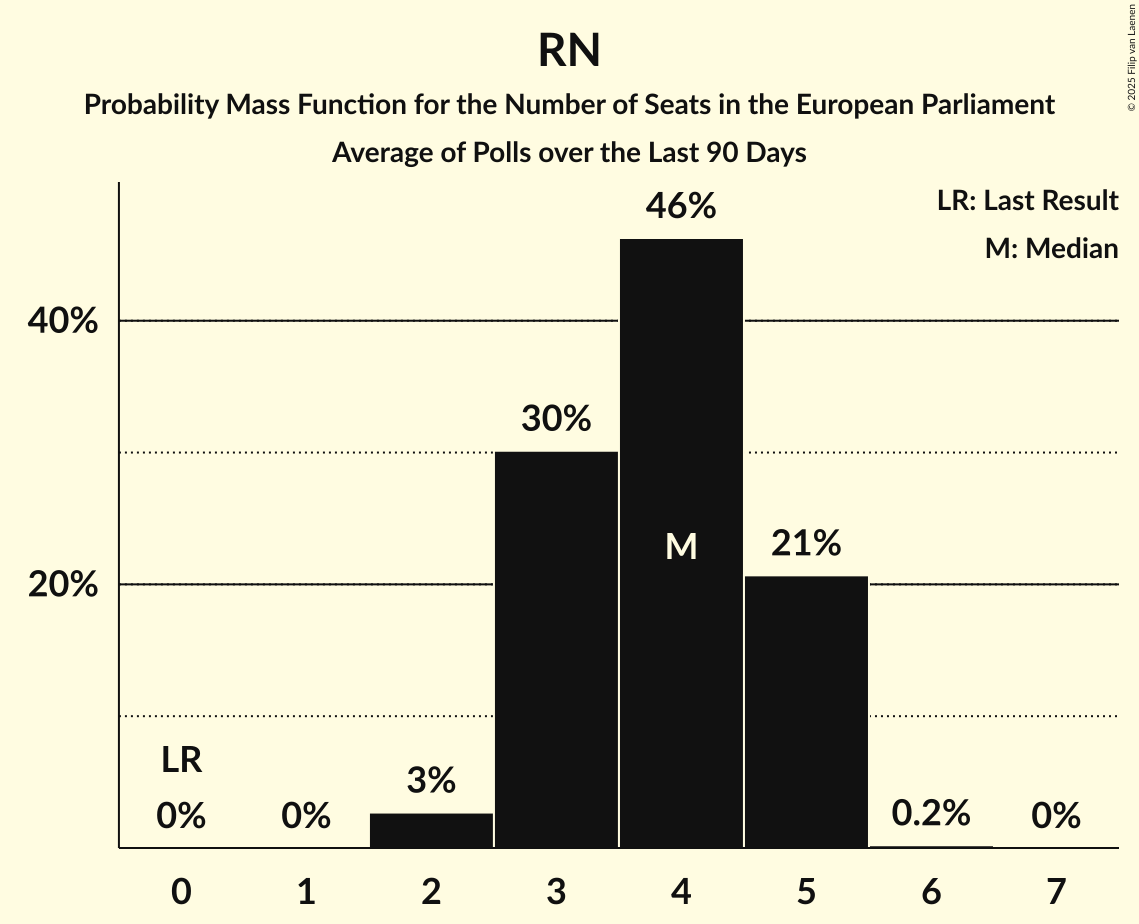 RN
Probability Mass Function for the Number of Seats in the European Parliament
Average of Polls over the Last 90 Days
© 2025 Filip van Laenen
LR: Last Result
M: Median
46%
40%
30%
M
21%
20%
LR
3%
0%
0%
0.2%
0%
0 1 2 3 4 5 6 7